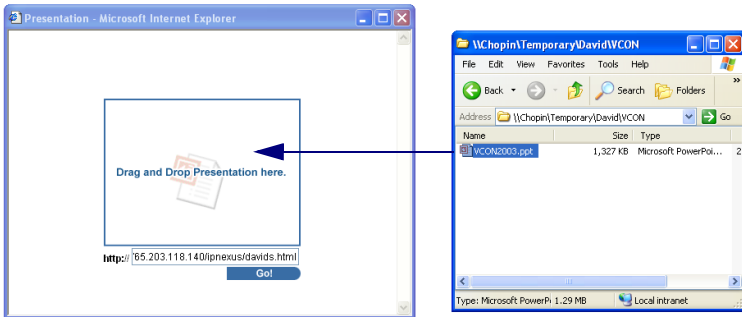 Presentation - Microsoft Internet Explorer
Drag and Drop Presentation here.
http:// '65.203.118.140/ipnexus/davids.html
Go!
\\Chopin\Temporary\David\VCON
File Edit View Favorites Tools Help
Back Search Folders »
Address \\Chopin\Temporary\David\VCON Go
Name Size Type
VCON2003.ppt 1,327 KB Microsoft PowerPoi... 2
Type: Microsoft PowerP 1.29 MB Local intranet